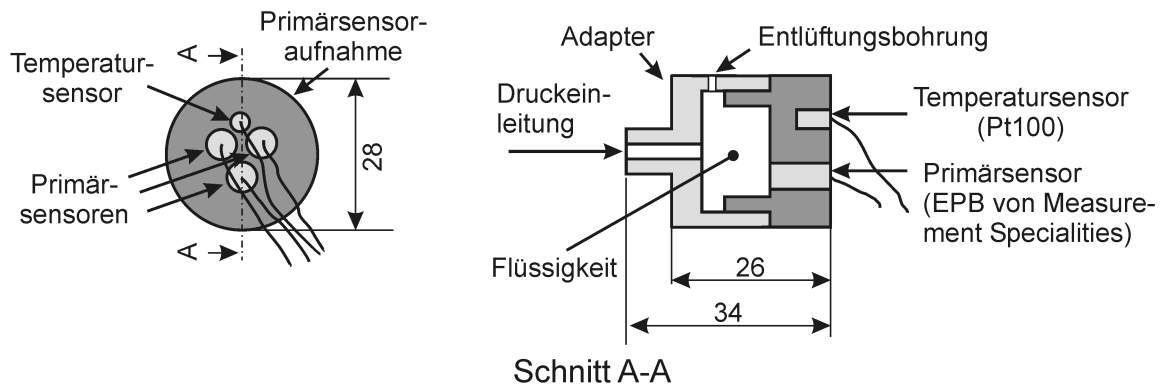 A
Primärsensor-
aufnahme
Temperatur-
sensor
28
Primär-
sensoren
A
Adapter
Entlüftungsbohrung
Druckein-
leitung
Temperatursensor
(Pt100)
Primärsensor
(EPB von Measure-
ment Specialities)
Flüssigkeit
26
34
Schnitt A-A